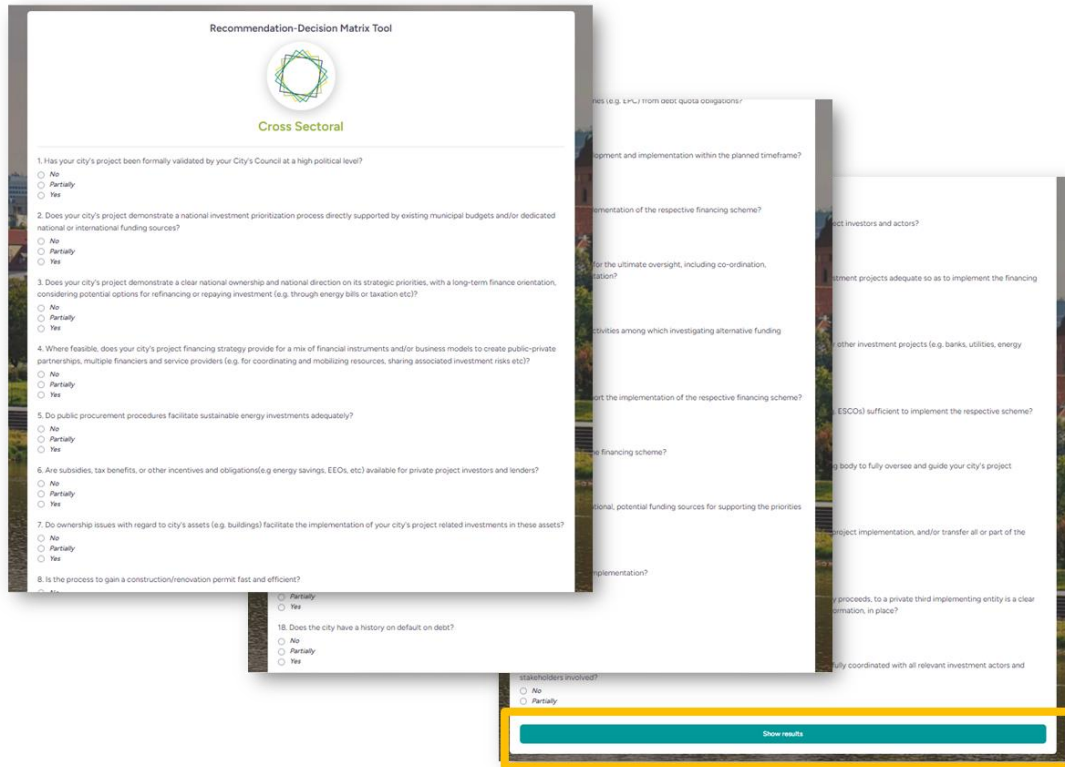 Recommendation-Decision Matrix Tool
Cross Sectoral
1. Has your city's project been formally validated by your City's Council at a high political level?
No
Partially
Yes
2. Does your city's project demonstrate a national investment prioritization process directly supported by existing municipal budgets and/or dedicated
national or international funding sources?
No
Partially
Yes
3. Does your city's project demonstrate a clear national ownership and national direction on its strategic priorities, with a long-term finance orientation,
considering potential options for refinancing or repaying investment (e.g. through energy bills or taxation etc)?
No
Partially
Yes
4. Where feasible, does your city's project financing strategy provide for a mix of financial instruments and/or business models to create public-private
partnerships, multiple financiers and service providers (e.g. for coordinating and mobilizing resources, sharing associated investment risks etc)?
No
Partially
Yes
5. Do public procurement procedures facilitate sustainable energy investments adequately?
No
Partially
Yes
6. Are subsidies, tax benefits, or other incentives and obligations(e.g energy savings, EEOs, etc) available for private project investors and lenders?
No
Partially
Yes
7. Do ownership issues with regard to city's assets (e.g. buildings) facilitate the implementation of your city's project related investments in these assets?
No
Partially
Yes
8. Is the process to gain a construction/renovation permit fast and efficient?
(e.g. EPC) from debt quota obligations?
and implementation within the planned timeframe?
of the respective financing scheme?
for the ultimate oversight, including co-ordination,
among which investigating alternative funding
the implementation of the respective financing scheme?
financing scheme?
potential funding sources for supporting the priorities
Partially
Yes
18. Does the city have a history on default on debt?
No
Partially
Yes
investors and actors?
projects adequate so as to implement the financing
other investment projects (e.g. banks, utilities, energy
ESCOs) sufficient to implement the respective scheme?
body to fully oversee and guide your city's project
project implementation, and/or transfer all or part of the
proceeds, to a private third implementing entity is a clear
in place?
fully coordinated with all relevant investment actors and
stakeholders involved?
No
Partially
Show results